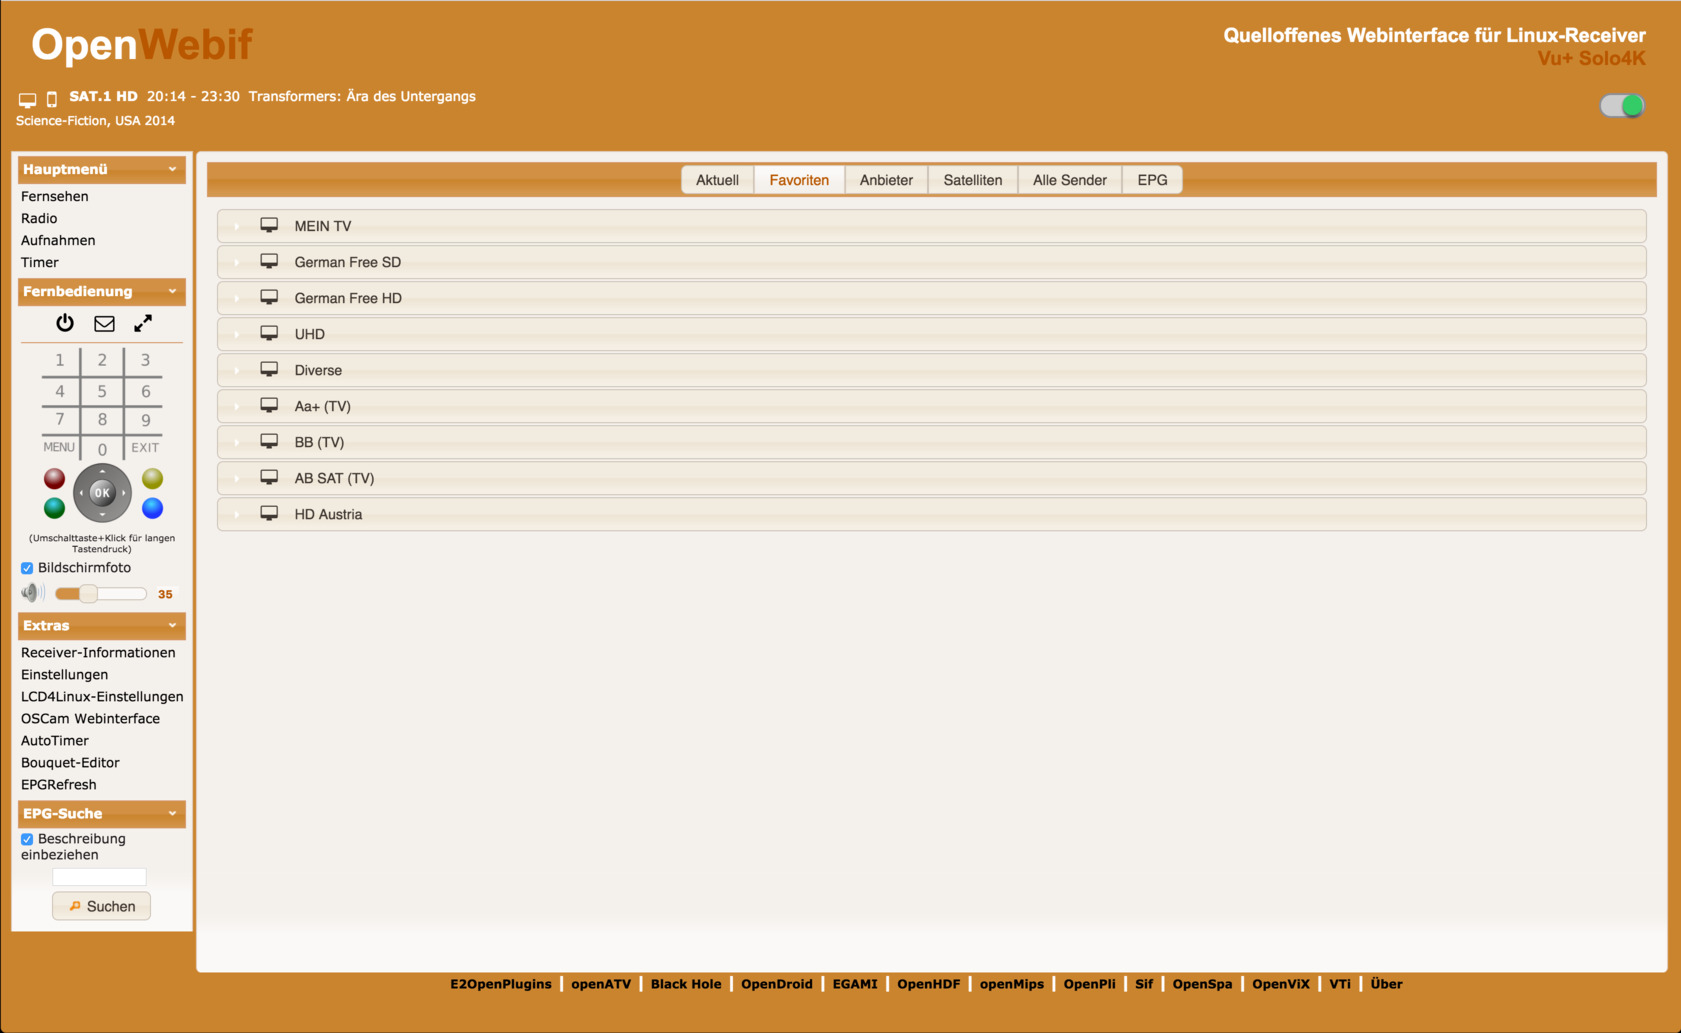 OpenWebif
Quelloffenes Webinterface für Linux-Receiver
Vu+ Solo4K
SAT.1 HD 20:14 - 23:30 Transformers: Ära des Untergangs
Science-Fiction, USA 2014
Hauptmenü
Fernsehen
Radio
Aufnahmen
Timer
Fernbedienung
1 2 3
4 5 6
7 8 9
MENU 0 EXIT
OK
(Umschalttaste+Klick für langen
Tastendruck)
Bildschirmfoto
35
Extras
Receiver-Informationen
Einstellungen
LCD4Linux-Einstellungen
OSCam Webinterface
AutoTimer
Bouquet-Editor
EPGRefresh
EPG-Suche
Beschreibung
einbeziehen
Suchen
Aktuell Favoriten Anbieter Satelliten Alle Sender EPG
MEIN TV
German Free SD
German Free HD
UHD
Diverse
Aa+ (TV)
BB (TV)
AB SAT (TV)
HD Austria
E2OpenPlugins | openATV | Black Hole | OpenDroid | EGAMI | OpenHDF | openMips | OpenPli | Sif | OpenSpa | OpenViX | VTi | Über